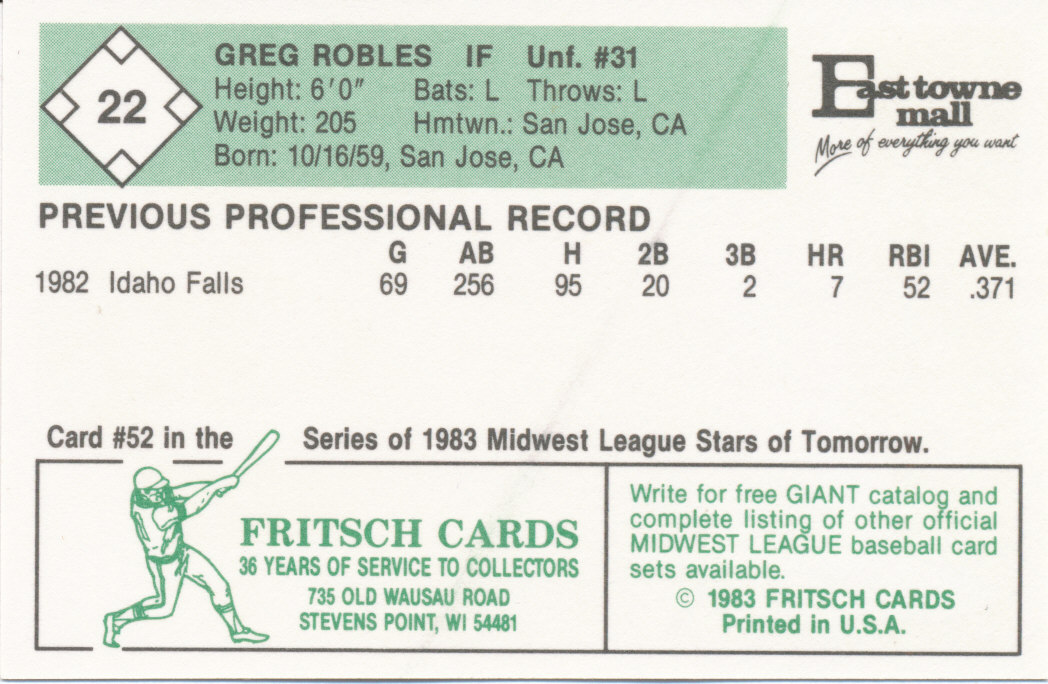 22
GREG ROBLES IF Unf. #31
Height: 6'0" Bats: L Throws: L
Weight: 205 Hmtwn.: San Jose, CA
Born: 10/16/59, San Jose, CA
East towne
mall
More of everything you want
PREVIOUS PROFESSIONAL RECORD
G AB H 2B 3B HR RBI AVE.
1982 Idaho Falls 69 256 95 20 2 7 52 .371
Card #52 in the Series of 1983 Midwest League Stars of Tomorrow.
FRITSCH CARDS
36 YEARS OF SERVICE TO COLLECTORS
735 OLD WAUSAU ROAD
STEVENS POINT, WI 54481
Write for free GIANT catalog and
complete listing of other official
MIDWEST LEAGUE baseball card
sets available.
© 1983 FRITSCH CARDS
Printed in U.S.A.